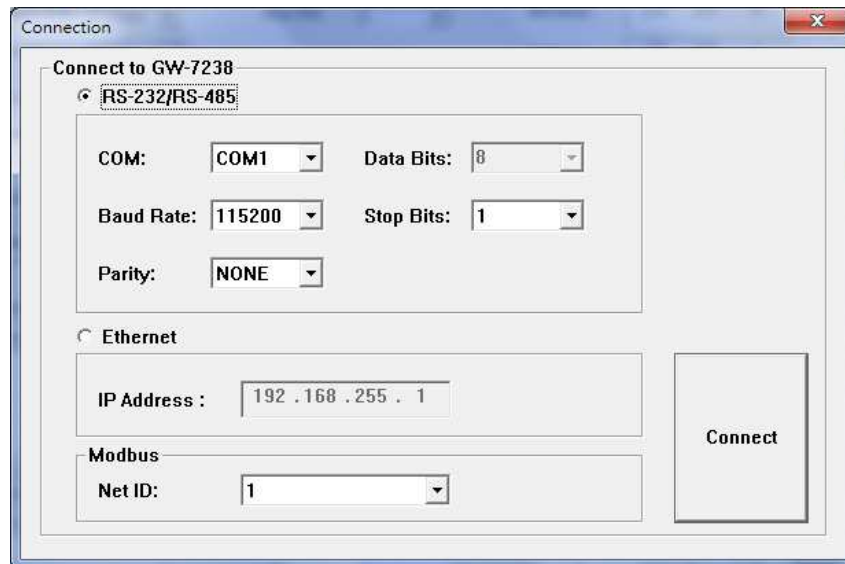 Connection
Connect to GW-7238
RS-232/RS-485
COM: COM1 Data Bits: 8
Baud Rate: 115200 Stop Bits: 1
Parity: NONE
Ethernet
IP Address : 192 .168 .255 . 1
Connect
Modbus
Net ID: 1